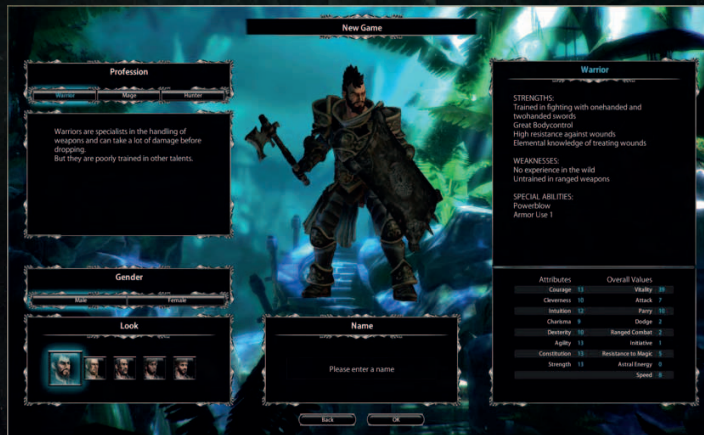 New Game
Profession
Warrior Mage Hunter
Warriors are specialists in the handling of
weapons and can take a lot of damage before
dropping.
But they are poorly trained in other talents.
Gender
Male Female
Look
Name
Please enter a name
Back OK
Warrior
STRENGTHS:
Trained in fighting with onehanded and
twohanded swords
Great Bodycontrol
High resistance against wounds
Elemental knowledge of treating wounds
WEAKNESSES:
No experience in the wild
Untrained in ranged weapons
SPECIAL ABILITIES:
Powerblow
Armor Use 1
Attributes Overall Values
Courage 13 Vitality 39
Cleverness 10 Attack 7
Intuition 12 Parry 10
Charisma 9 Dodge 2
Dexterity 10 Ranged Combat 2
Agility 13 Initiative 1
Constitution 13 Resistance to Magic 5
Strength 13 Astral Energy 0
Speed 8